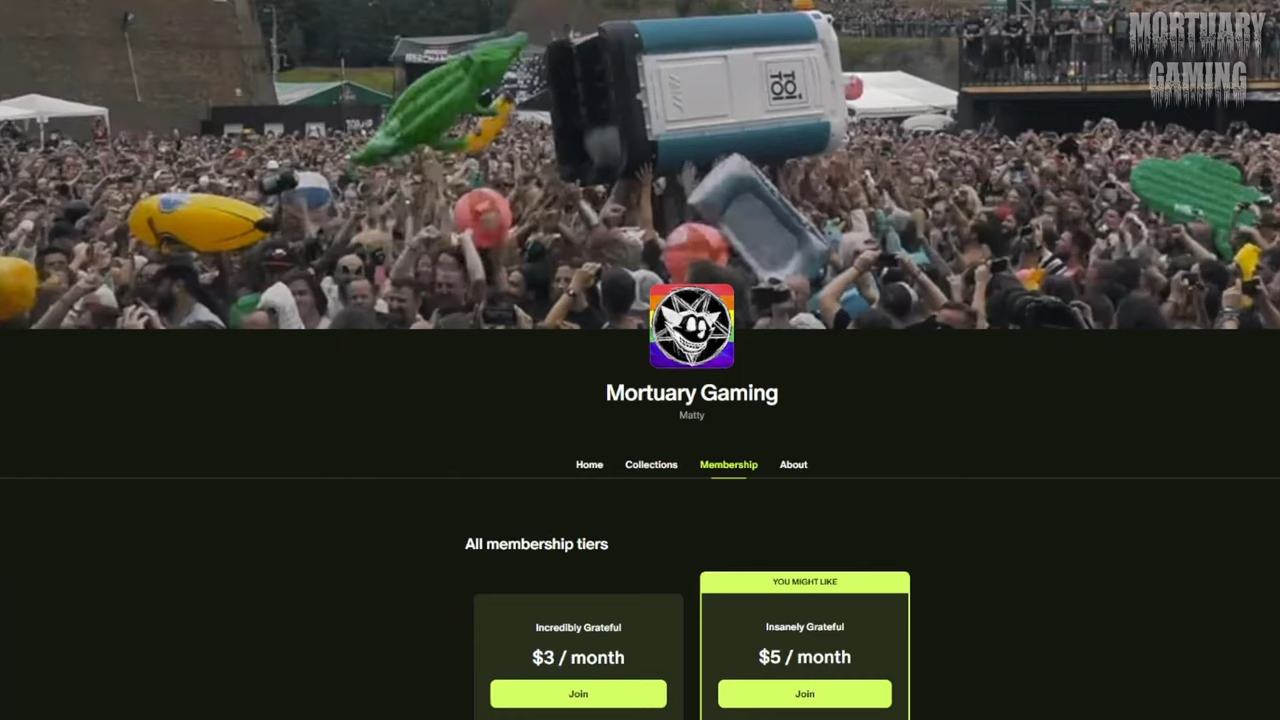 MORTUARY
GAMING
TOI
TOI
Mortuary Gaming
Matty
Home
Collections
Membership
About
All membership tiers
YOU MIGHT LIKE
Incredibly Grateful
$3 / month
Join
Insanely Grateful
$5 / month
Join